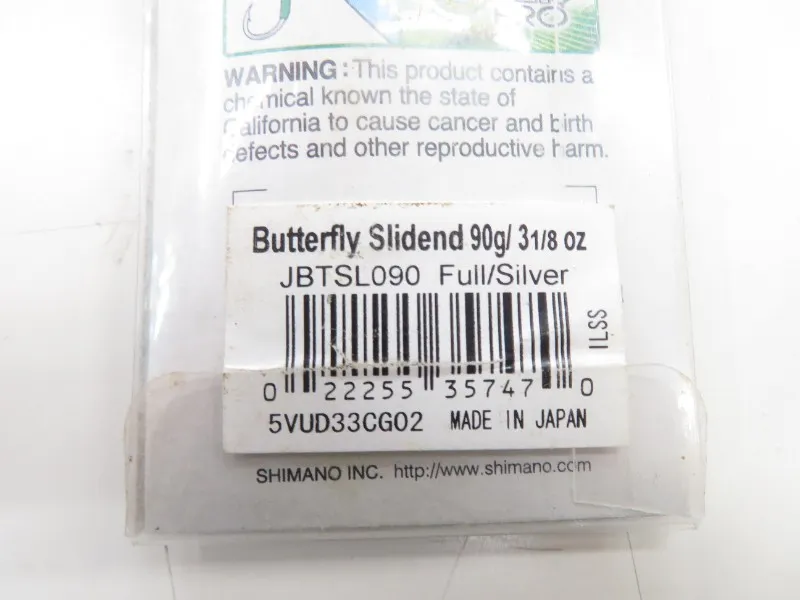 WARNING: This product contains a
chemical known the state of
California to cause cancer and birth
defects and other reproductive harm.
Butterfly Slidend 90g/ 3 1/8 oz
JBTSL090 Full/Silver
ILSS
0 22255 35747 0
5VUD33CG02 MADE IN JAPAN
SHIMANO INC. http://www.shimano.com